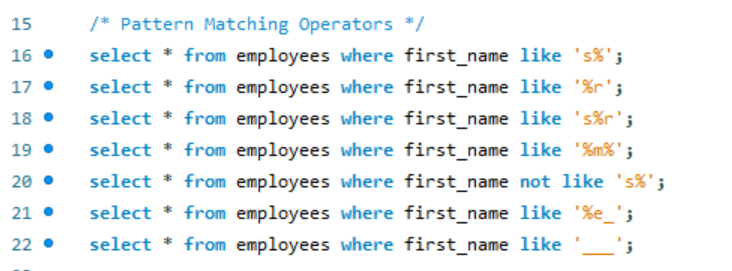 15 /* Pattern Matching Operators */
16 select * from employees where first_name like 's%';
17 select * from employees where first_name like '%r';
18 select * from employees where first_name like 's%r';
19 select * from employees where first_name like '%m%';
20 select * from employees where first_name not like 's%';
21 select * from employees where first_name like '%e_';
22 select * from employees where first_name like '___';